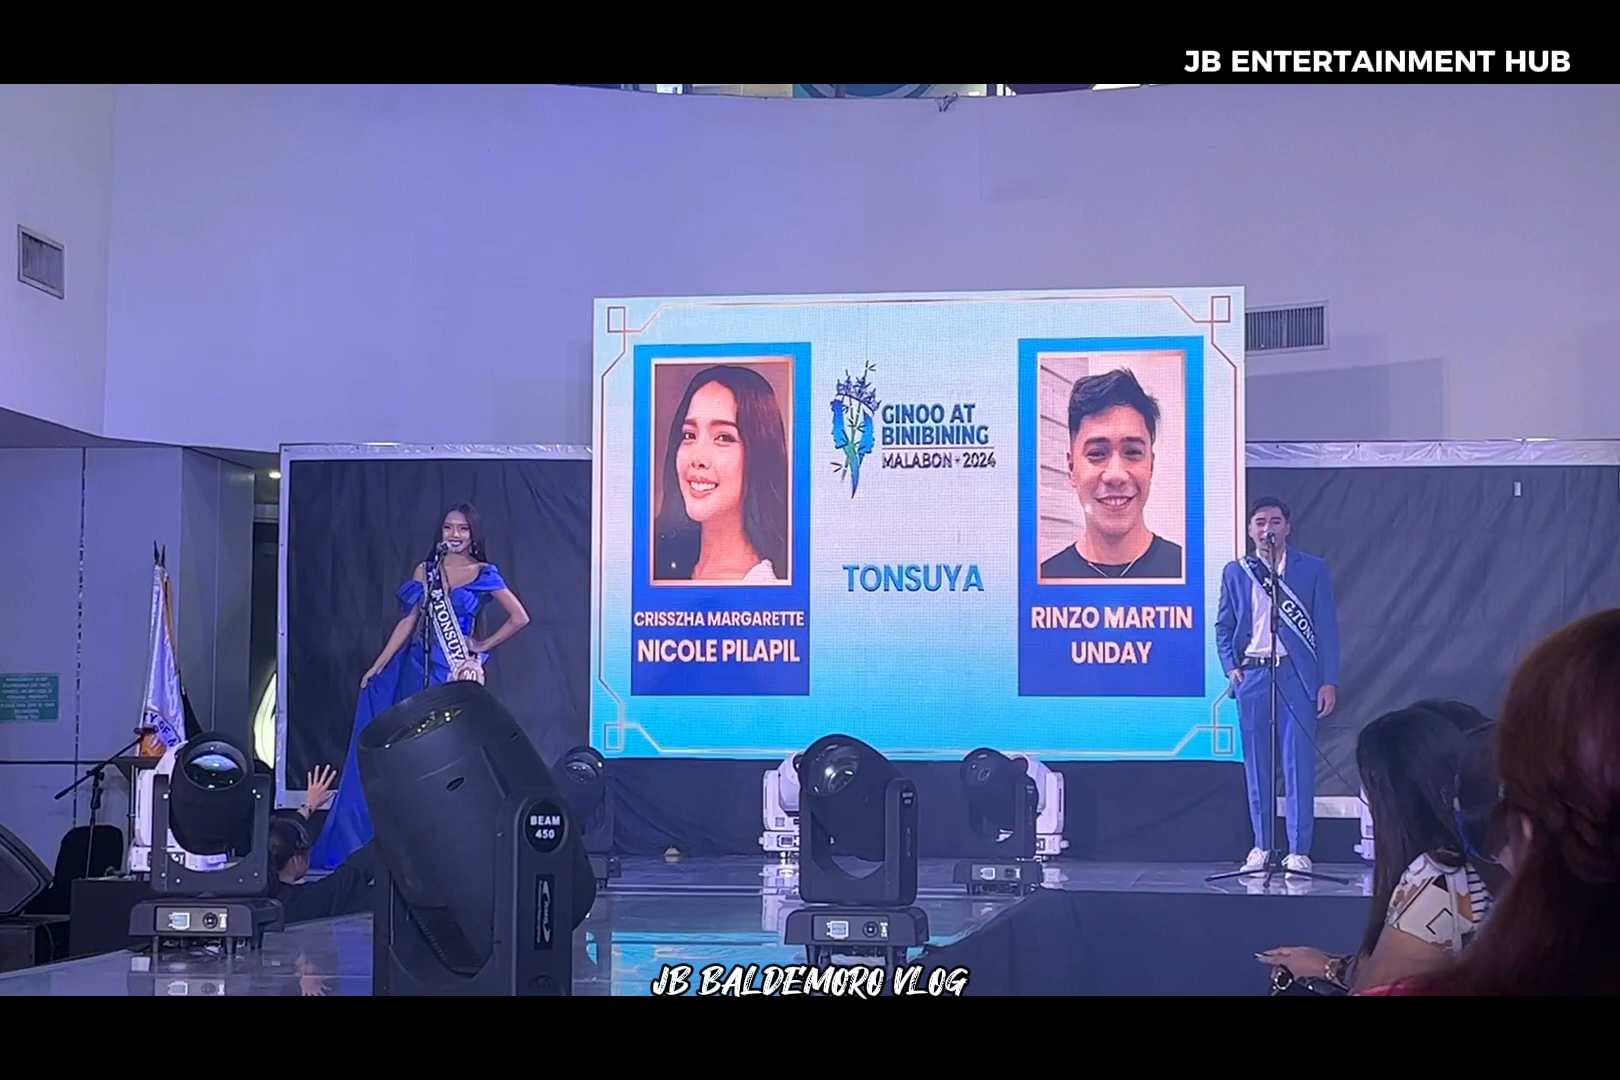 JB ENTERTAINMENT HUB
GINOO AT
BINIBINING
MALABON - 2024
TONSUYA
CRISSZHA MARGARETTE
NICOLE PILAPIL
RINZO MARTIN
UNDAY
TONSUYA
G. TONS
BEAM
450
JB BALDEMORO VLOG